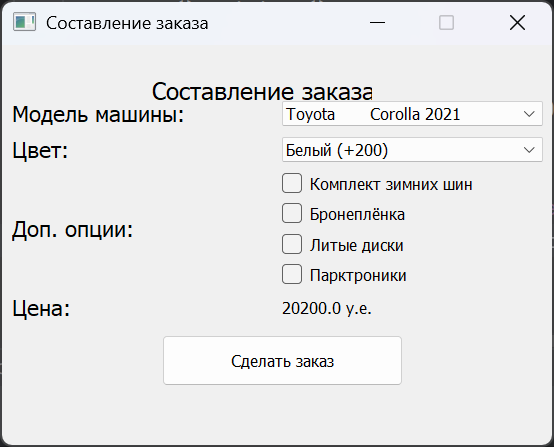 Составление заказа
Составление заказа
Модель машины: Toyota Corolla 2021
Цвет: Белый (+200)
Комплект зимних шин
Бронеплёнка
Доп. опции:
Литые диски
Парктроники
Цена: 20200.0 у.е.
Сделать заказ